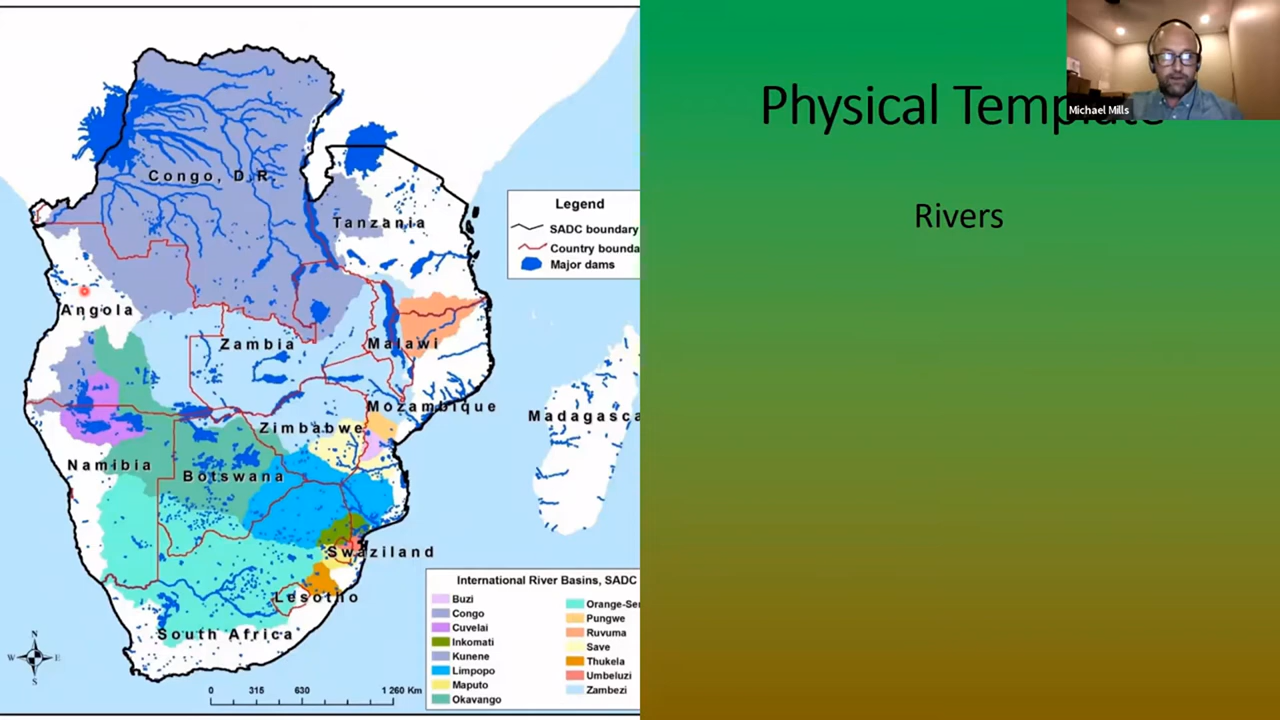 Congo, D.R.
Tanzania
Angola
Zambia
Malawi
Mozambique
Zimbabwe
Madagasca
Namibia
Botswana
Swaziland
Lesotho
South Africa
Legend
SADC boundary
Country bounda
Major dams
International River Basins, SADC
Buzi
Congo
Cuvelai
Inkomati
Kunene
Limpopo
Maputo
Okavango
Orange-Se
Pungwe
Ruvuma
Save
Thukela
Umbeluzi
Zambezi
N
W E
S
0 315 630 1 260 Km
Physical Template
Rivers
Michael Mills